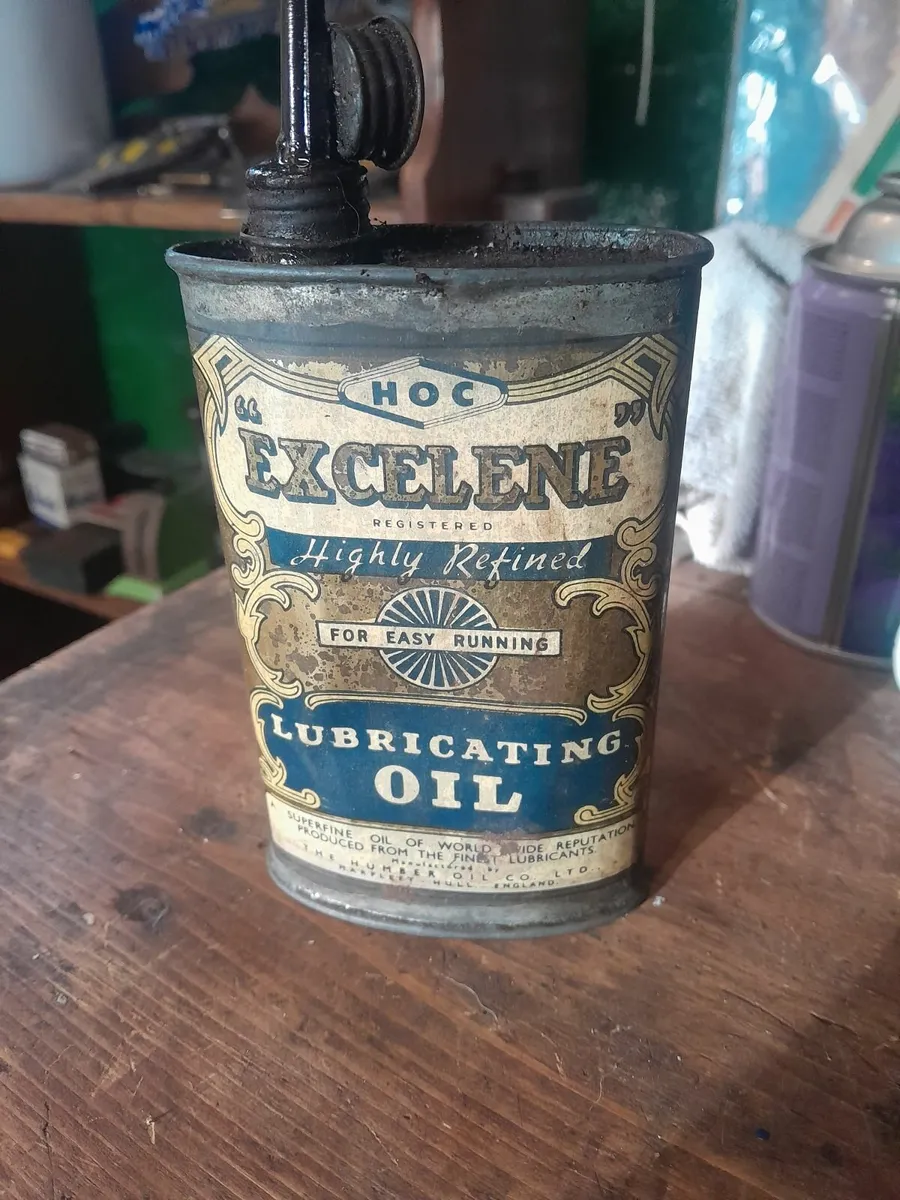 HOC
"EXCELENE"
REGISTERED
Highly Refined
FOR EASY RUNNING
LUBRICATING
OIL
A SUPERFINE OIL OF WORLD WIDE REPUTATION
PRODUCED FROM THE FINEST LUBRICANTS.
Manufactured by
THE HUMBER OIL CO. LTD.,
MARFLEET HULL. ENGLAND.